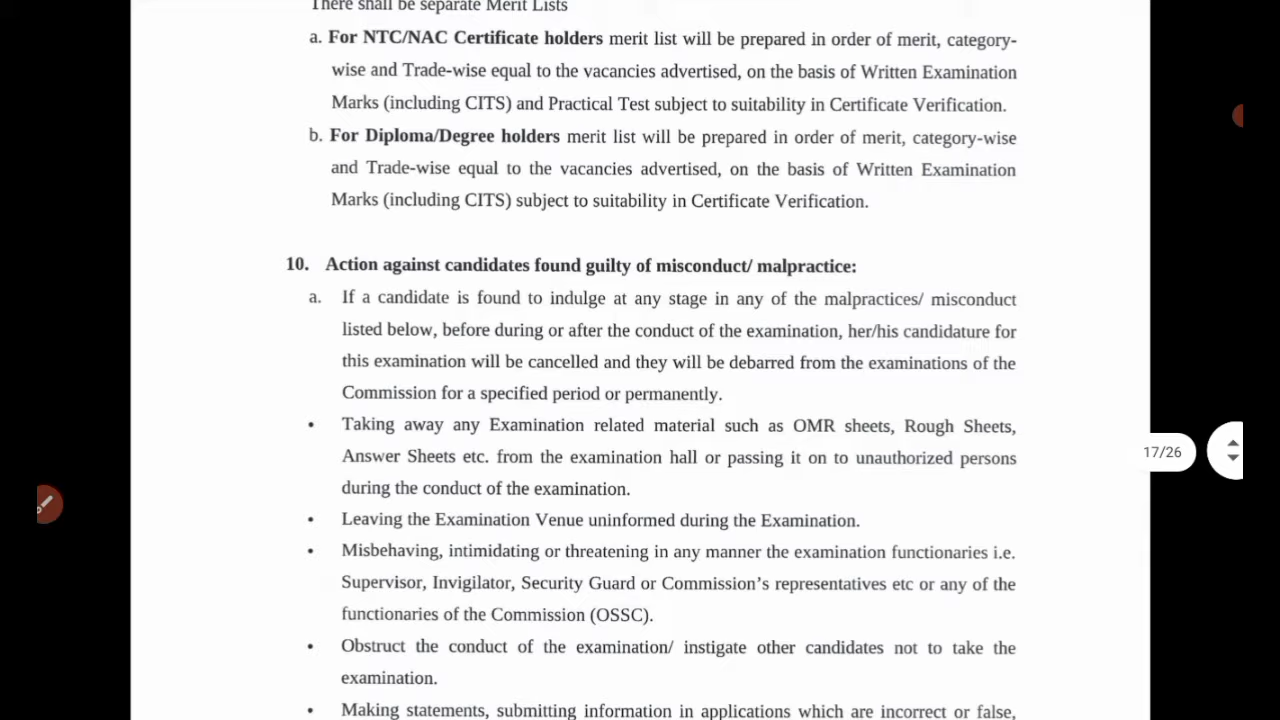 There shall be separate Merit Lists
a. For NTC/NAC Certificate holders merit list will be prepared in order of merit, category-
wise and Trade-wise equal to the vacancies advertised, on the basis of Written Examination
Marks (including CITS) and Practical Test subject to suitability in Certificate Verification.
b. For Diploma/Degree holders merit list will be prepared in order of merit, category-wise
and Trade-wise equal to the vacancies advertised, on the basis of Written Examination
Marks (including CITS) subject to suitability in Certificate Verification.
10. Action against candidates found guilty of misconduct/ malpractice:
a. If a candidate is found to indulge at any stage in any of the malpractices/ misconduct
listed below, before during or after the conduct of the examination, her/his candidature for
this examination will be cancelled and they will be debarred from the examinations of the
Commission for a specified period or permanently.
• Taking away any Examination related material such as OMR sheets, Rough Sheets,
Answer Sheets etc. from the examination hall or passing it on to unauthorized persons
during the conduct of the examination.
17/26
• Leaving the Examination Venue uninformed during the Examination.
• Misbehaving, intimidating or threatening in any manner the examination functionaries i.e.
Supervisor, Invigilator, Security Guard or Commission's representatives etc or any of the
functionaries of the Commission (OSSC).
• Obstruct the conduct of the examination/ instigate other candidates not to take the
examination.
• Making statements, submitting information in applications which are incorrect or false,